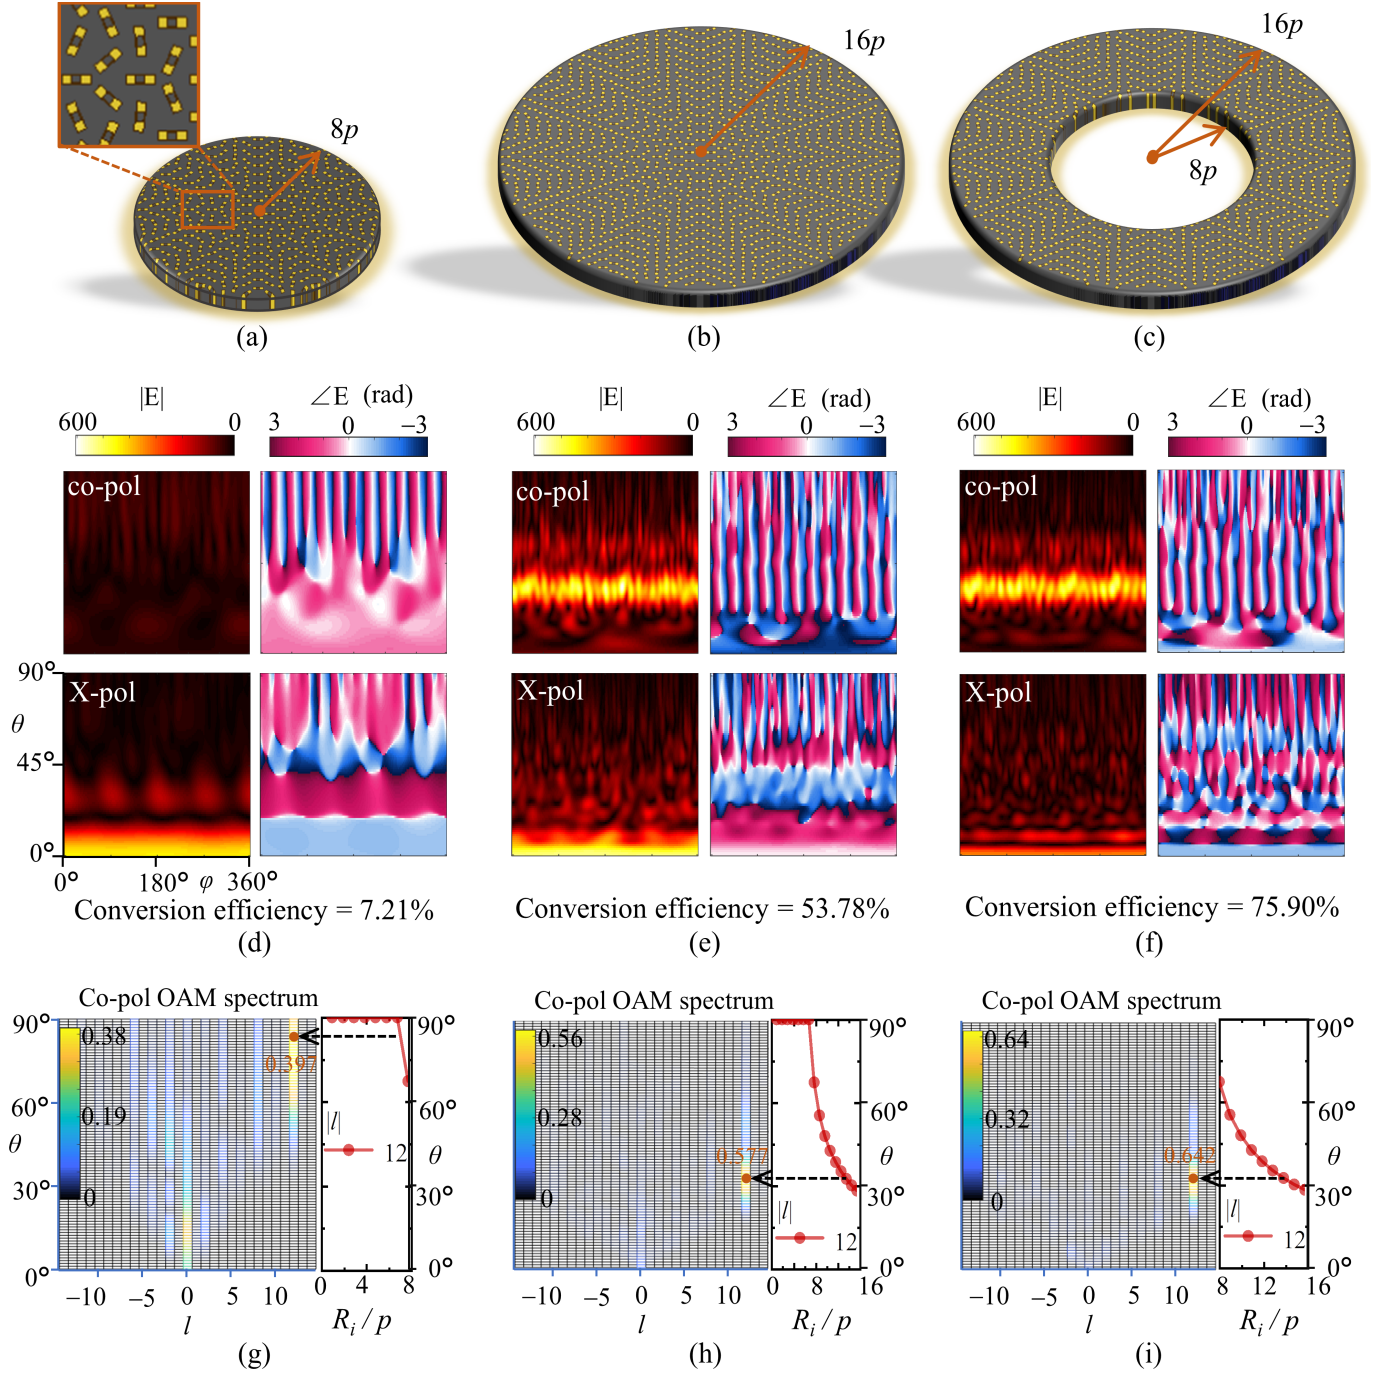 8p
16p
16p
8p
(a)
(b)
(c)
|E|
∠E (rad)
|E|
∠E (rad)
|E|
∠E (rad)
600
0
3
0
−3
600
0
3
0
−3
600
0
3
0
−3
co-pol
co-pol
co-pol
90°
X-pol
X-pol
X-pol
θ
45°
0°
0°
180°
φ
360°
Conversion efficiency = 7.21%
Conversion efficiency = 53.78%
Conversion efficiency = 75.90%
(d)
(e)
(f)
Co-pol OAM spectrum
90°
0.38
0.397
60°
0.19
θ
30°
0
0°
−10
−5
0
5
10
l
90°
60°
|l|
12
θ
30°
0°
0
4
8
R_i / p
(g)
Co-pol OAM spectrum
0.56
0.28
0.577
0
−10
−5
0
5
10
l
90°
60°
θ
30°
|l|
12
0°
0
8
16
R_i / p
(h)
Co-pol OAM spectrum
0.64
0.32
0.642
0
−10
−5
0
5
10
l
90°
60°
θ
30°
|l|
12
0°
8
12
16
R_i / p
(i)